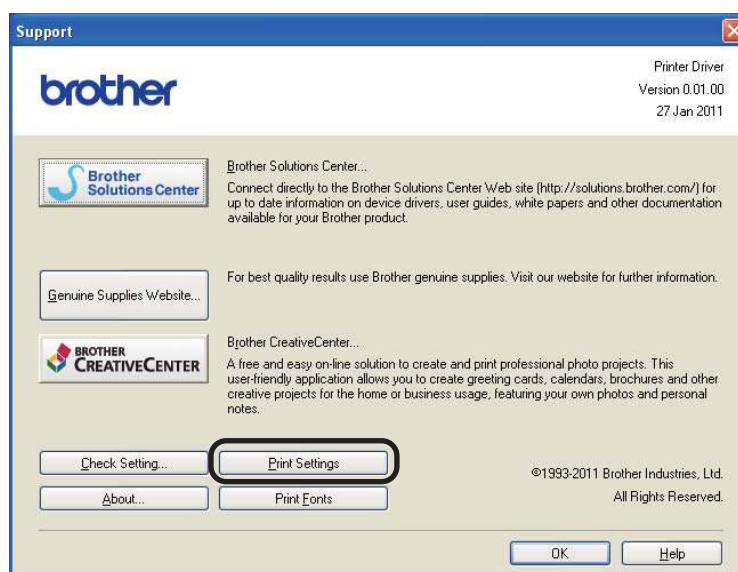 Support
brother
Printer Driver
Version 0.01.00
27 Jan 2011
Brother
Solutions Center
Brother Solutions Center...
Connect directly to the Brother Solutions Center Web site (http://solutions.brother.com/) for
up to date information on device drivers, user guides, white papers and other documentation
available for your Brother product.
Genuine Supplies Website...
For best quality results use Brother genuine supplies. Visit our website for further information.
BROTHER
CREATIVECENTER
Brother CreativeCenter...
A free and easy on-line solution to create and print professional photo projects. This
user-friendly application allows you to create greeting cards, calendars, brochures and other
creative projects for the home or business usage, featuring your own photos and personal
notes.
Check Setting...
Print Settings
About...
Print Fonts
©1993-2011 Brother Industries, Ltd.
All Rights Reserved.
OK
Help